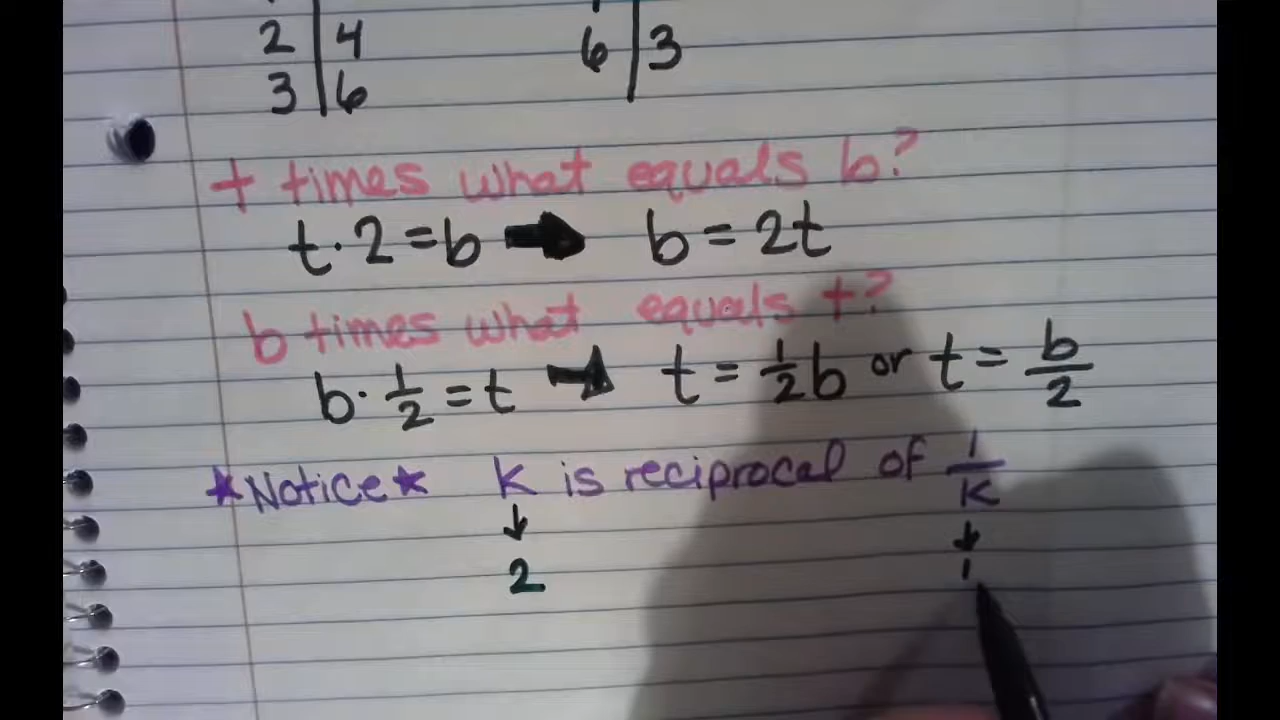 2 | 4 6 | 3
3 | 6
t times what equals b?
t · 2 = b → b = 2t
b times what equals t?
b · 1/2 = t → t = 1/2 b or t = b/2
*Notice* K is reciprocal of 1/K
↓ ↓
2 1